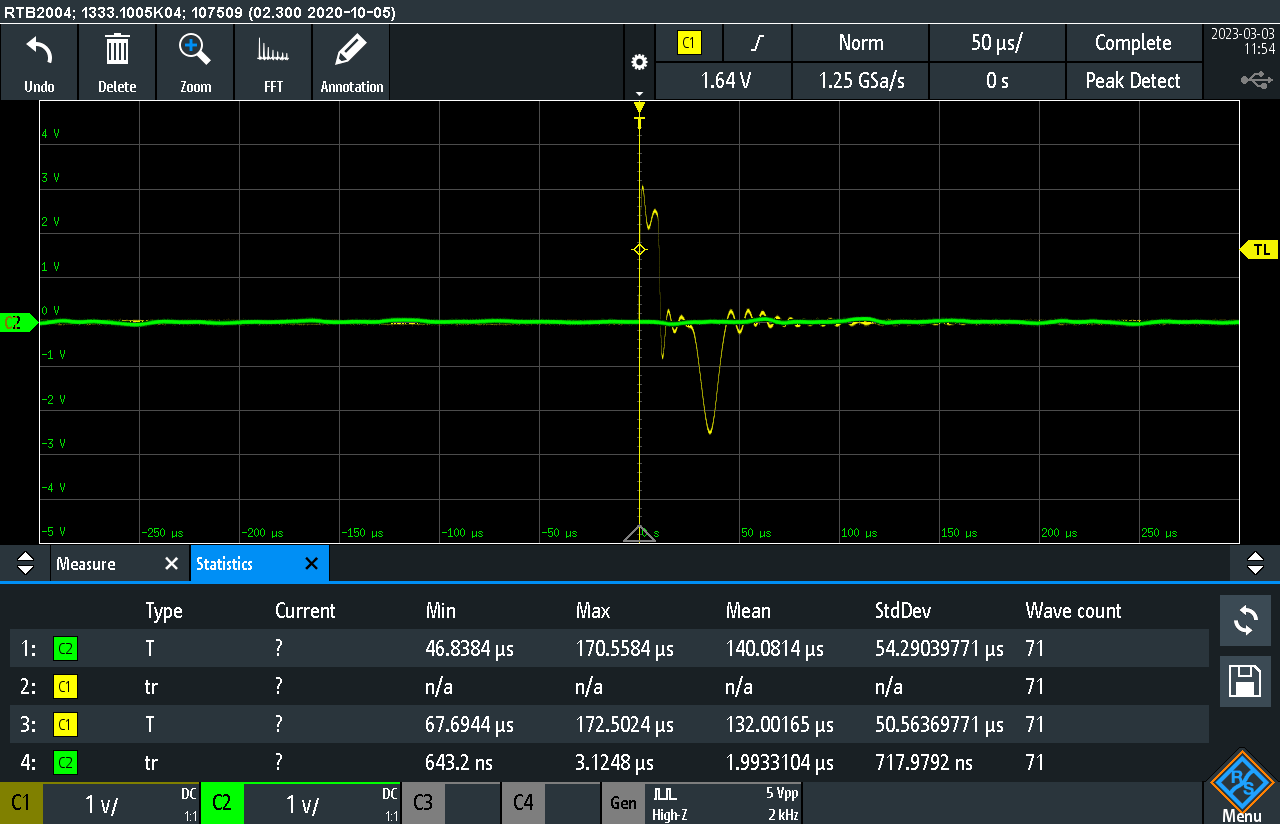 RTB2004; 1333.1005K04; 107509 (02.300 2020-10-05)
Undo Delete Zoom FFT Annotation
C1 Norm 50 µs/ Complete
1.64 V 1.25 GSa/s 0 s Peak Detect
2023-03-03
11:54
T
4 V
3 V
2 V
1 V
TL
0 V
C2
-1 V
-2 V
-3 V
-4 V
-5 V
-250 µs -200 µs -150 µs -100 µs -50 µs 0 s 50 µs 100 µs 150 µs 200 µs 250 µs
Measure Statistics
Type Current Min Max Mean StdDev Wave count
1: C2 T ? 46.8384 µs 170.5584 µs 140.0814 µs 54.29039771 µs 71
2: C1 tr ? n/a n/a n/a n/a 71
3: C1 T ? 67.6944 µs 172.5024 µs 132.00165 µs 50.56369771 µs 71
4: C2 tr ? 643.2 ns 3.1248 µs 1.9933104 µs 717.9792 ns 71
C1 1 V/ DC 1:1 C2 1 V/ DC 1:1 C3 C4 Gen High-Z 5 Vpp 2 kHz
R&S
Menu